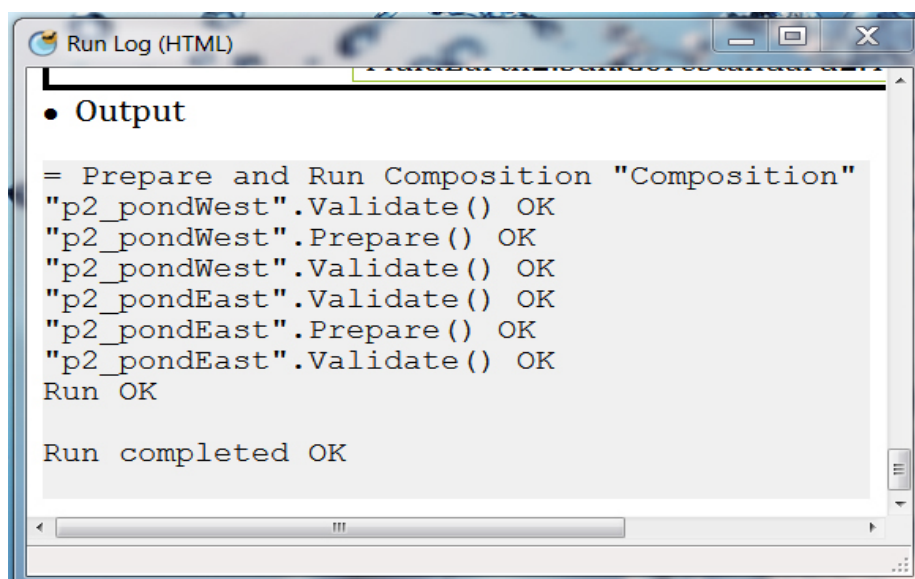 Run Log (HTML)
• Output
= Prepare and Run Composition "Composition"
"p2_pondWest".Validate() OK
"p2_pondWest".Prepare() OK
"p2_pondWest".Validate() OK
"p2_pondEast".Validate() OK
"p2_pondEast".Prepare() OK
"p2_pondEast".Validate() OK
Run OK
Run completed OK